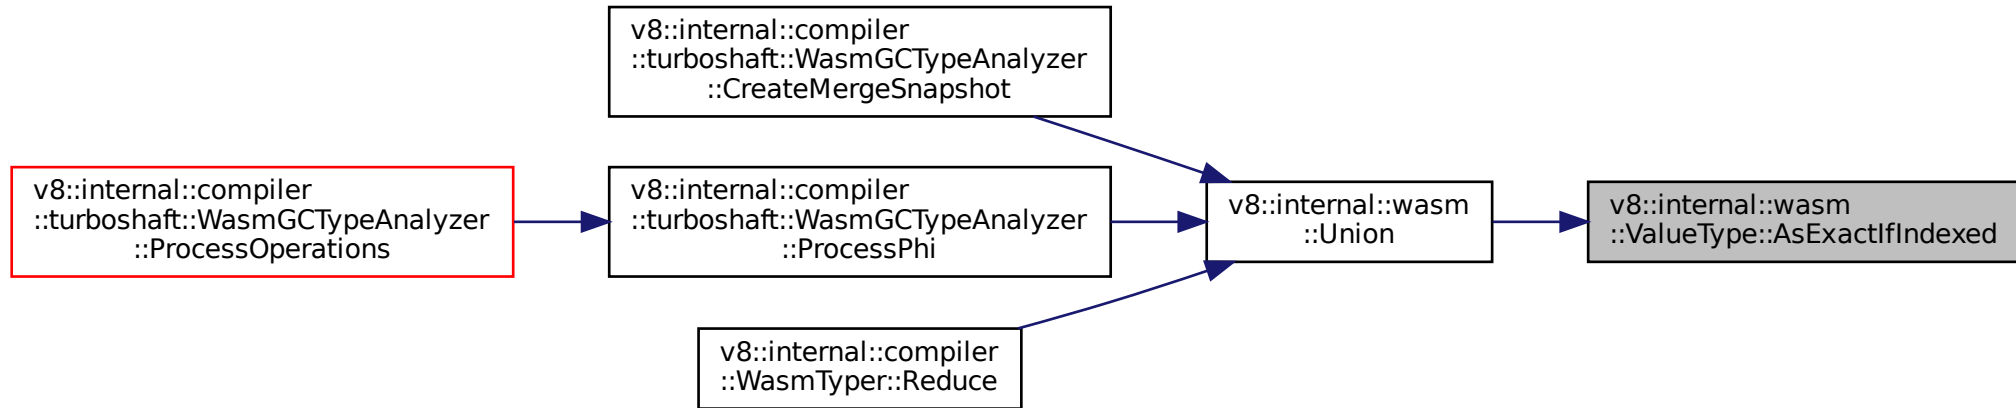 v8::internal::compiler
::turboshaft::WasmGCTypeAnalyzer
::CreateMergeSnapshot
v8::internal::compiler
::turboshaft::WasmGCTypeAnalyzer
::ProcessOperations
v8::internal::compiler
::turboshaft::WasmGCTypeAnalyzer
::ProcessPhi
v8::internal::wasm
::Union
v8::internal::wasm
::ValueType::AsExactIfIndexed
v8::internal::compiler
::WasmTyper::Reduce